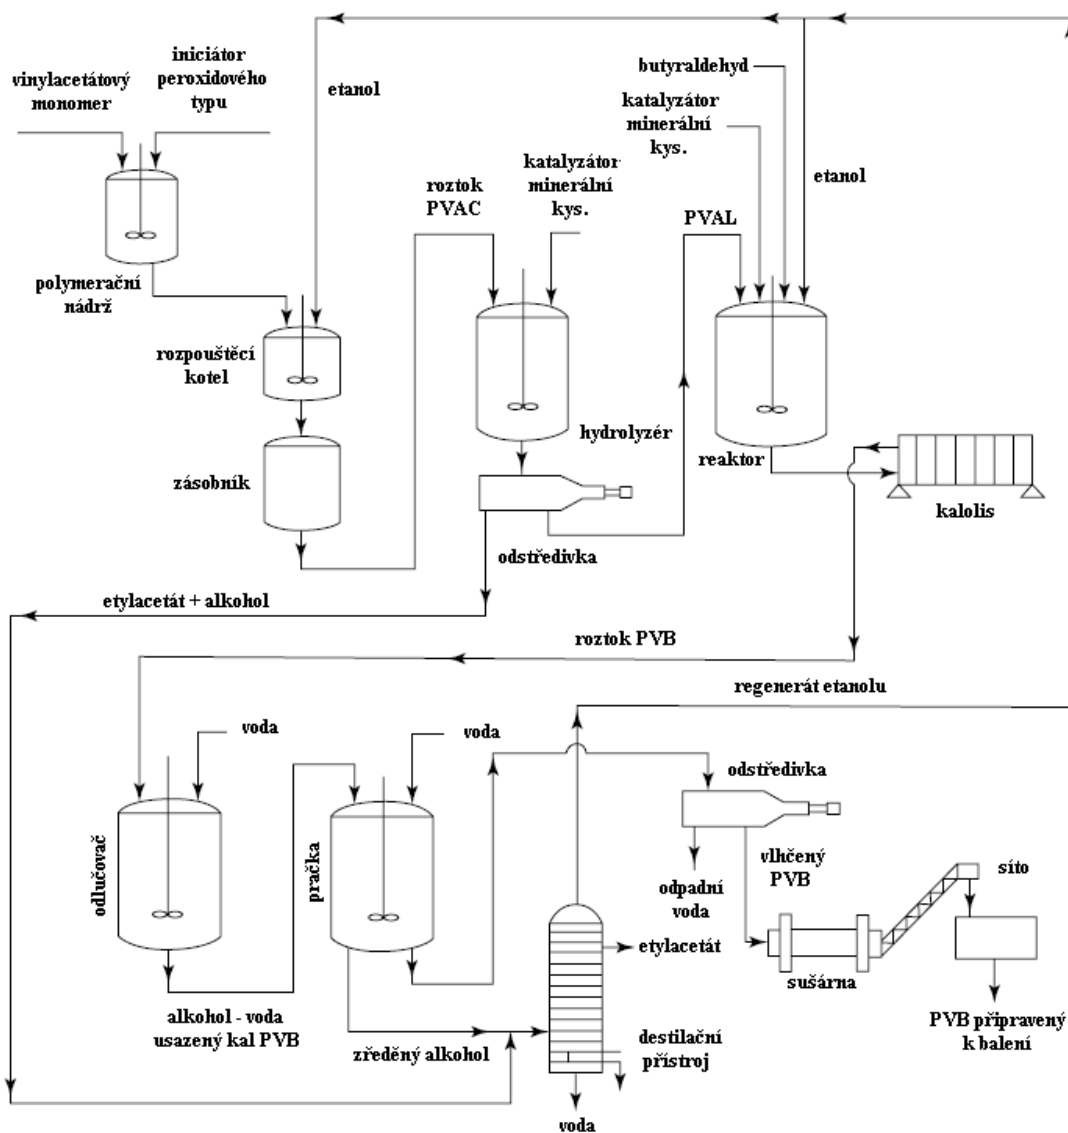 iniciátor
peroxidového
typu
vinylacetátový
monomer
etanol
butyraldehyd
katalyzátor
minerální
kys.
katalyzátor
minerální
kys.
roztok
PVAC
etanol
PVAL
polymerační
nádrž
rozpouštěcí
kotel
hydrolyzér
reaktor
zásobník
kalolis
odstředivka
etylacetát + alkohol
roztok PVB
regenerát etanolu
voda
voda
odstředivka
odlučovač
pračka
vlhčený
PVB
síto
odpadní
voda
etylacetát
sušárna
alkohol - voda
usazený kal PVB
zředěný alkohol
destilační
přístroj
PVB připravený
k balení
voda